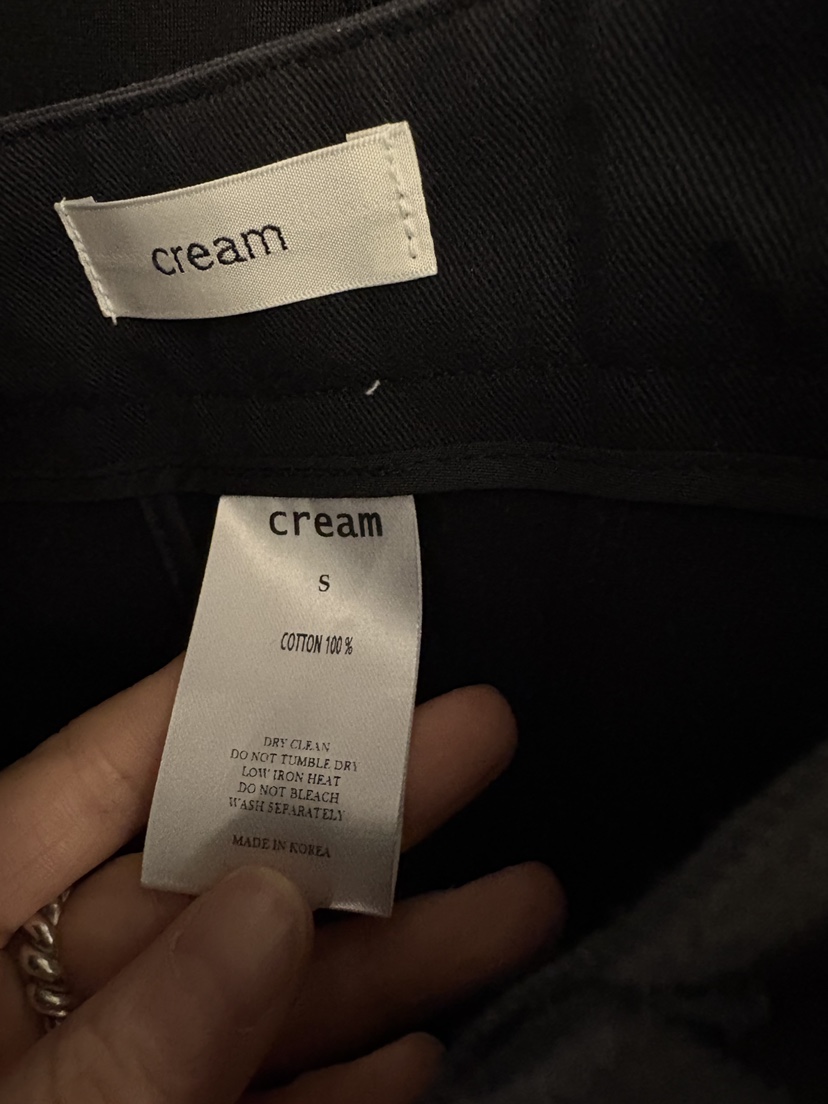 cream
cream
S
COTTON 100%
DRY CLEAN
DO NOT TUMBLE DRY
LOW IRON HEAT
DO NOT BLEACH
WASH SEPARATELY
MADE IN KOREA